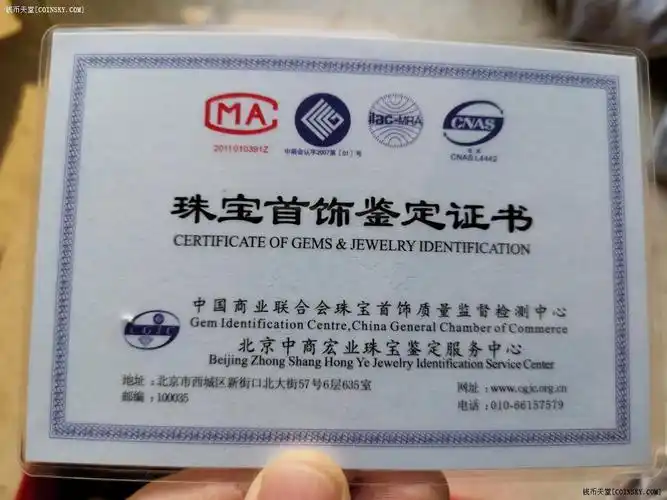 钱币天堂[COINSKY.COM]
CMA
ilac-MRA
CNAS
2011010391Z
中商会认字2007第[01]号
CNAS L4442
珠宝首饰鉴定证书
CERTIFICATE OF GEMS & JEWELRY IDENTIFICATION
中国商业联合会珠宝首饰质量监督检测中心
Gem Identification Centre,China General Chamber of Commerce
CGJC
北京中商宏业珠宝鉴定服务中心
Beijing Zhong Shang Hong Ye Jewelry Identification Service Center
地址:北京市西城区新街口北大街57号6层635室
网址:www.cgjc.org.cn
邮编:100035
电话:010-66157579
钱币天堂[COINSKY.COM]